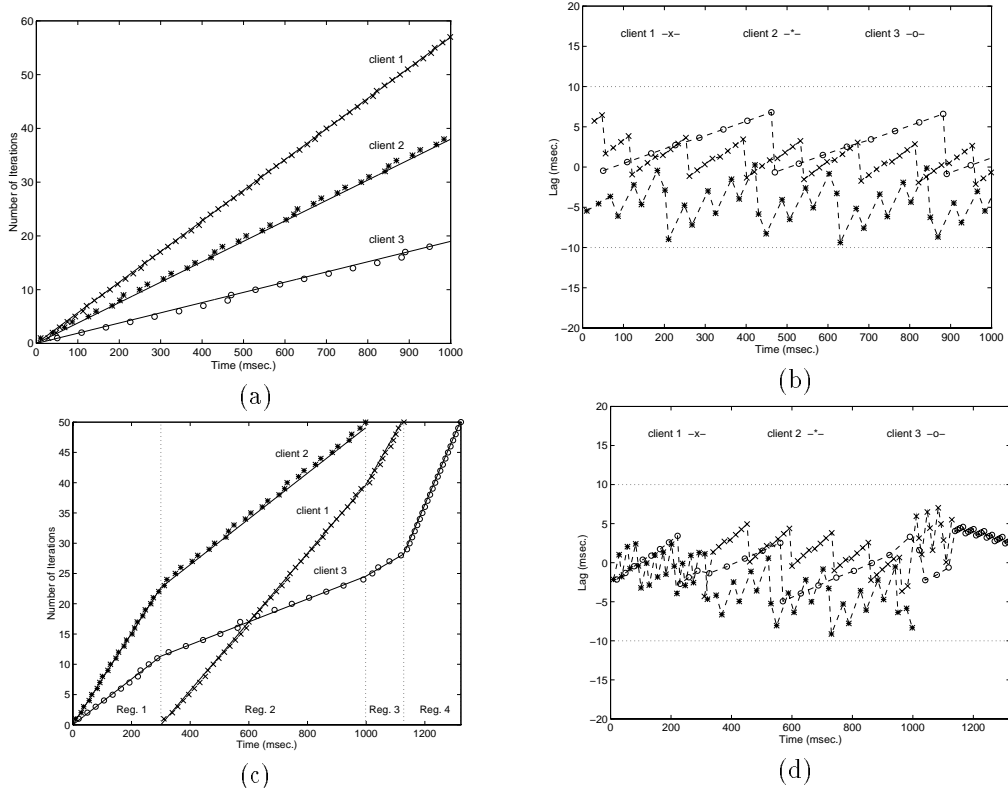 60
50
40
30
20
10
0
Number of Iterations
client 1
client 2
client 3
0 100 200 300 400 500 600 700 800 900 1000
Time (msec.)
(a)
20
15
10
5
0
−5
−10
−15
−20
Lag (msec.)
client 1 −x− client 2 −*− client 3 −o−
0 100 200 300 400 500 600 700 800 900 1000
Time (msec.)
(b)
50
45
40
35
30
25
20
15
10
5
0
Number of Iterations
client 2
client 1
client 3
Reg. 1 Reg. 2 Reg. 3 Reg. 4
0 200 400 600 800 1000 1200
Time (msec.)
(c)
20
15
10
5
0
−5
−10
−15
−20
Lag (msec.)
client 1 −x− client 2 −*− client 3 −o−
0 200 400 600 800 1000 1200
Time (msec.)
(d)